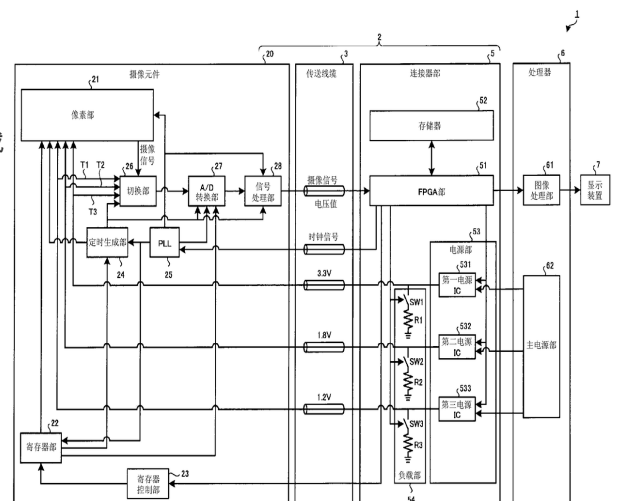 1
2
20
3
5
6
摄像元件
传送线缆
连接器部
处理器
21
像素部
52
存储器
摄像
信号
T1
T2
T3
26
切换部
27
A/D
转换部
28
信号
处理部
摄像信号
电压值
51
FPGA部
61
图像
处理部
7
显示
装置
定时生成部
24
PLL
25
时钟信号
53
电源部
3.3V
531
第一电源
IC
SW1
R1
62
主电源部
1.8V
532
第二电源
IC
SW2
R2
1.2V
533
第三电源
IC
SW3
R3
22
寄存器部
23
寄存器
控制部
负载部
54